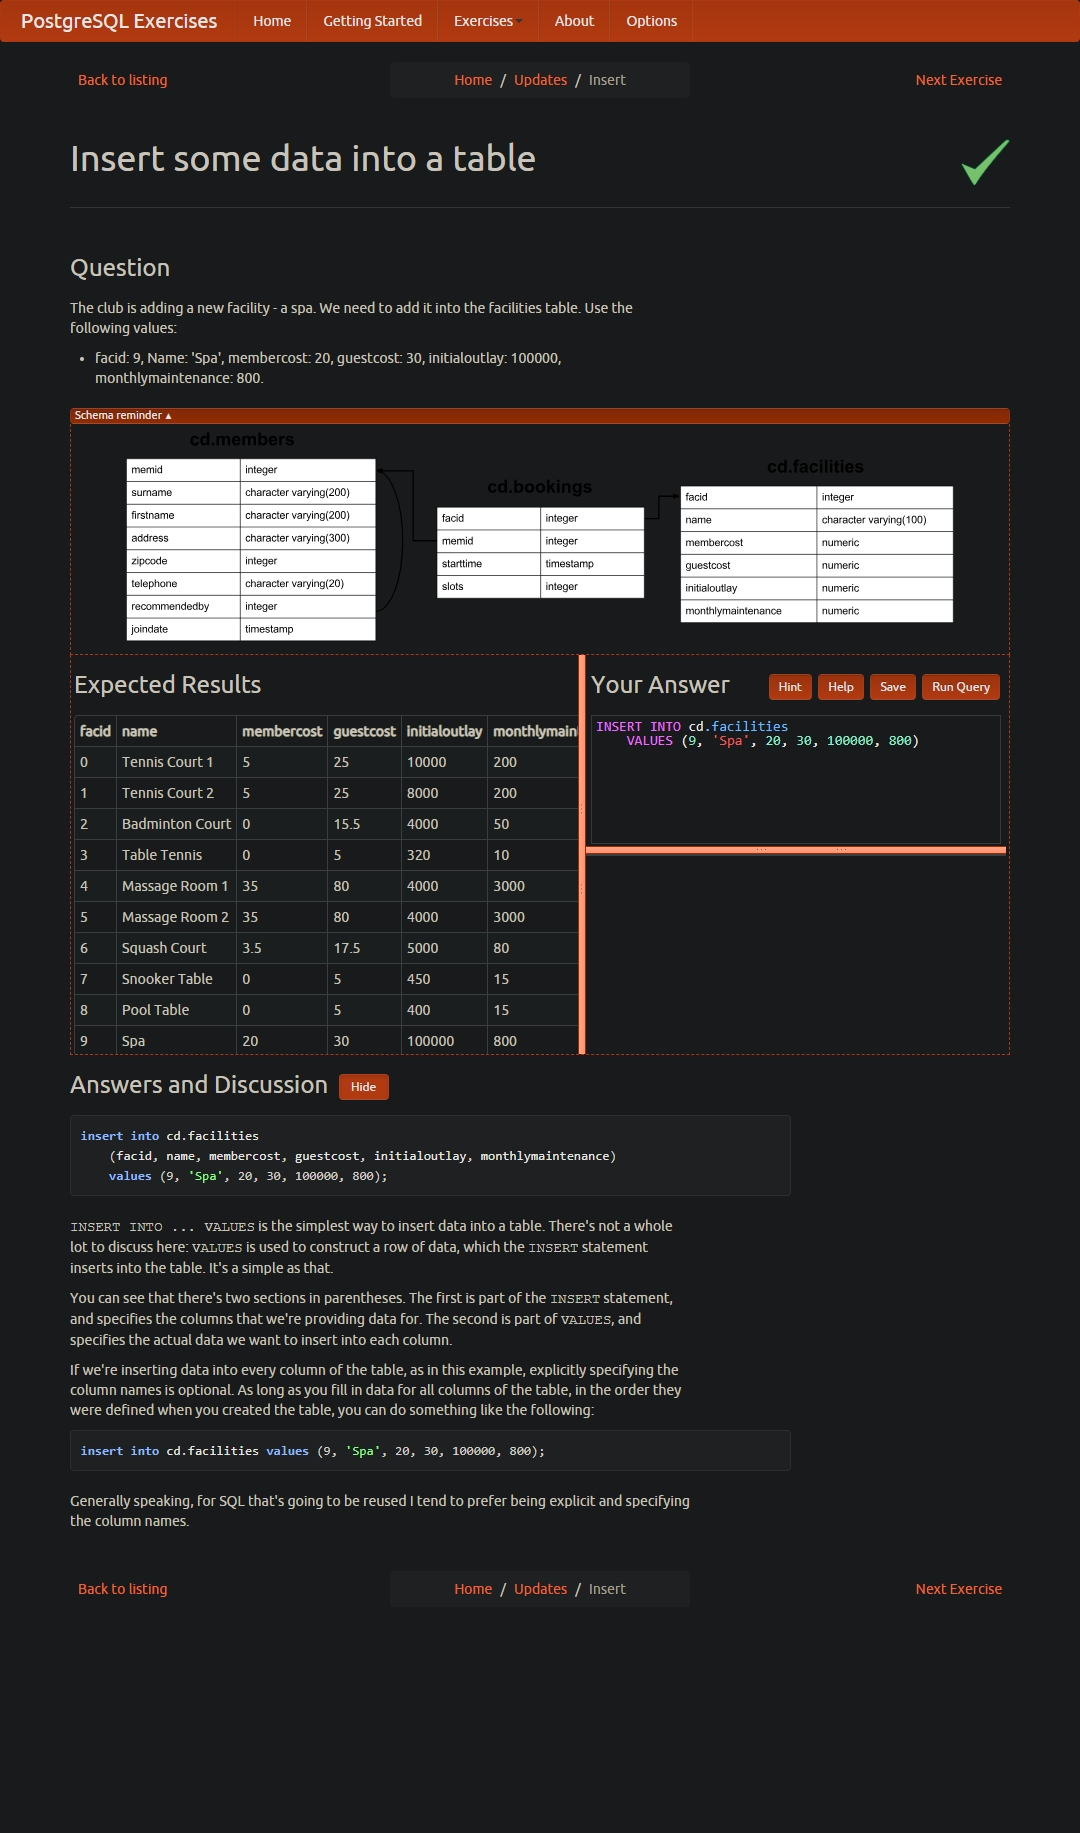 PostgreSQL Exercises
Home
Getting Started
Exercises
About
Options
Back to listing
Home / Updates / Insert
Next Exercise
Insert some data into a table
Question
The club is adding a new facility - a spa. We need to add it into the facilities table. Use the
following values:
• facid: 9, Name: 'Spa', membercost: 20, guestcost: 30, initialoutlay: 100000,
monthlymaintenance: 800.
Schema reminder ▴
cd.members
memid integer
surname character varying(200)
firstname character varying(200)
address character varying(300)
zipcode integer
telephone character varying(20)
recommendedby integer
joindate timestamp
cd.bookings
facid integer
memid integer
starttime timestamp
slots integer
cd.facilities
facid integer
name character varying(100)
membercost numeric
guestcost numeric
initialoutlay numeric
monthlymaintenance numeric
Expected Results
facid name membercost guestcost initialoutlay monthlymain
0 Tennis Court 1 5 25 10000 200
1 Tennis Court 2 5 25 8000 200
2 Badminton Court 0 15.5 4000 50
3 Table Tennis 0 5 320 10
4 Massage Room 1 35 80 4000 3000
5 Massage Room 2 35 80 4000 3000
6 Squash Court 3.5 17.5 5000 80
7 Snooker Table 0 5 450 15
8 Pool Table 0 5 400 15
9 Spa 20 30 100000 800
Your Answer
Hint
Help
Save
Run Query
INSERT INTO cd.facilities
VALUES (9, 'Spa', 20, 30, 100000, 800)
Answers and Discussion
Hide
insert into cd.facilities
(facid, name, membercost, guestcost, initialoutlay, monthlymaintenance)
values (9, 'Spa', 20, 30, 100000, 800);
INSERT INTO ... VALUES is the simplest way to insert data into a table. There's not a whole
lot to discuss here: VALUES is used to construct a row of data, which the INSERT statement
inserts into the table. It's a simple as that.
You can see that there's two sections in parentheses. The first is part of the INSERT statement,
and specifies the columns that we're providing data for. The second is part of VALUES, and
specifies the actual data we want to insert into each column.
If we're inserting data into every column of the table, as in this example, explicitly specifying the
column names is optional. As long as you fill in data for all columns of the table, in the order they
were defined when you created the table, you can do something like the following:
insert into cd.facilities values (9, 'Spa', 20, 30, 100000, 800);
Generally speaking, for SQL that's going to be reused I tend to prefer being explicit and specifying
the column names.
Back to listing
Home / Updates / Insert
Next Exercise